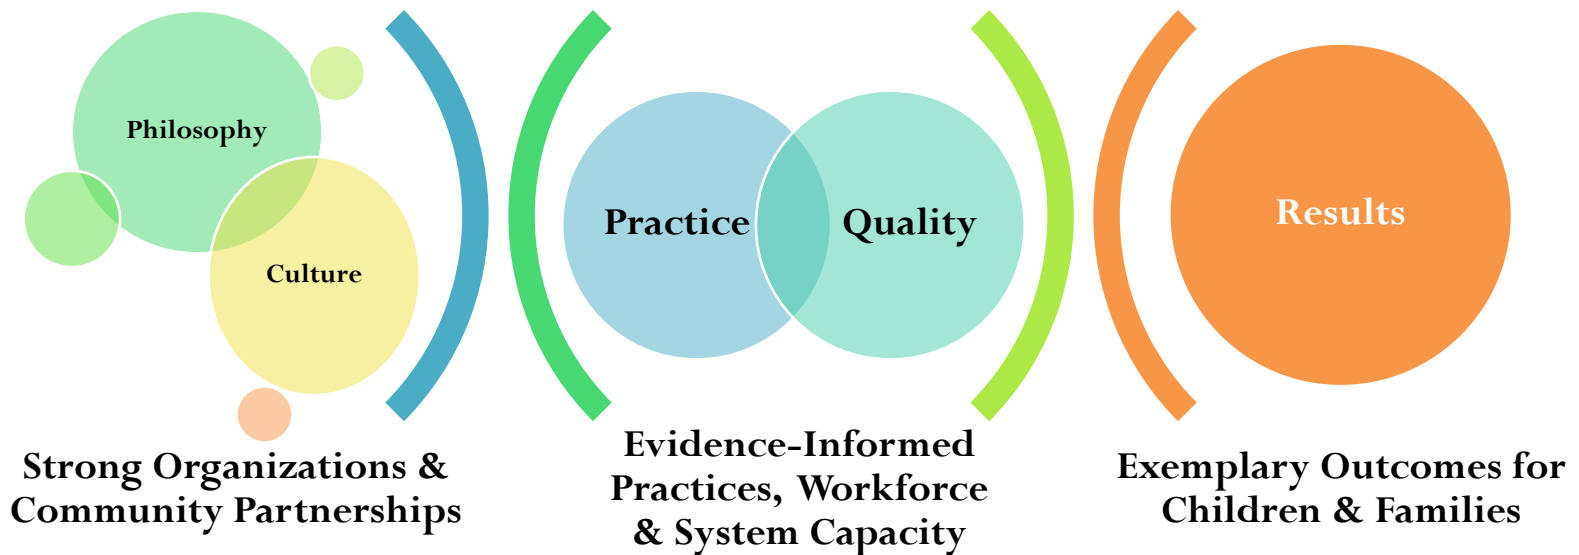 Philosophy
Culture
Strong Organizations &
Community Partnerships
Practice
Quality
Evidence-Informed
Practices, Workforce
& System Capacity
Results
Exemplary Outcomes for
Children & Families